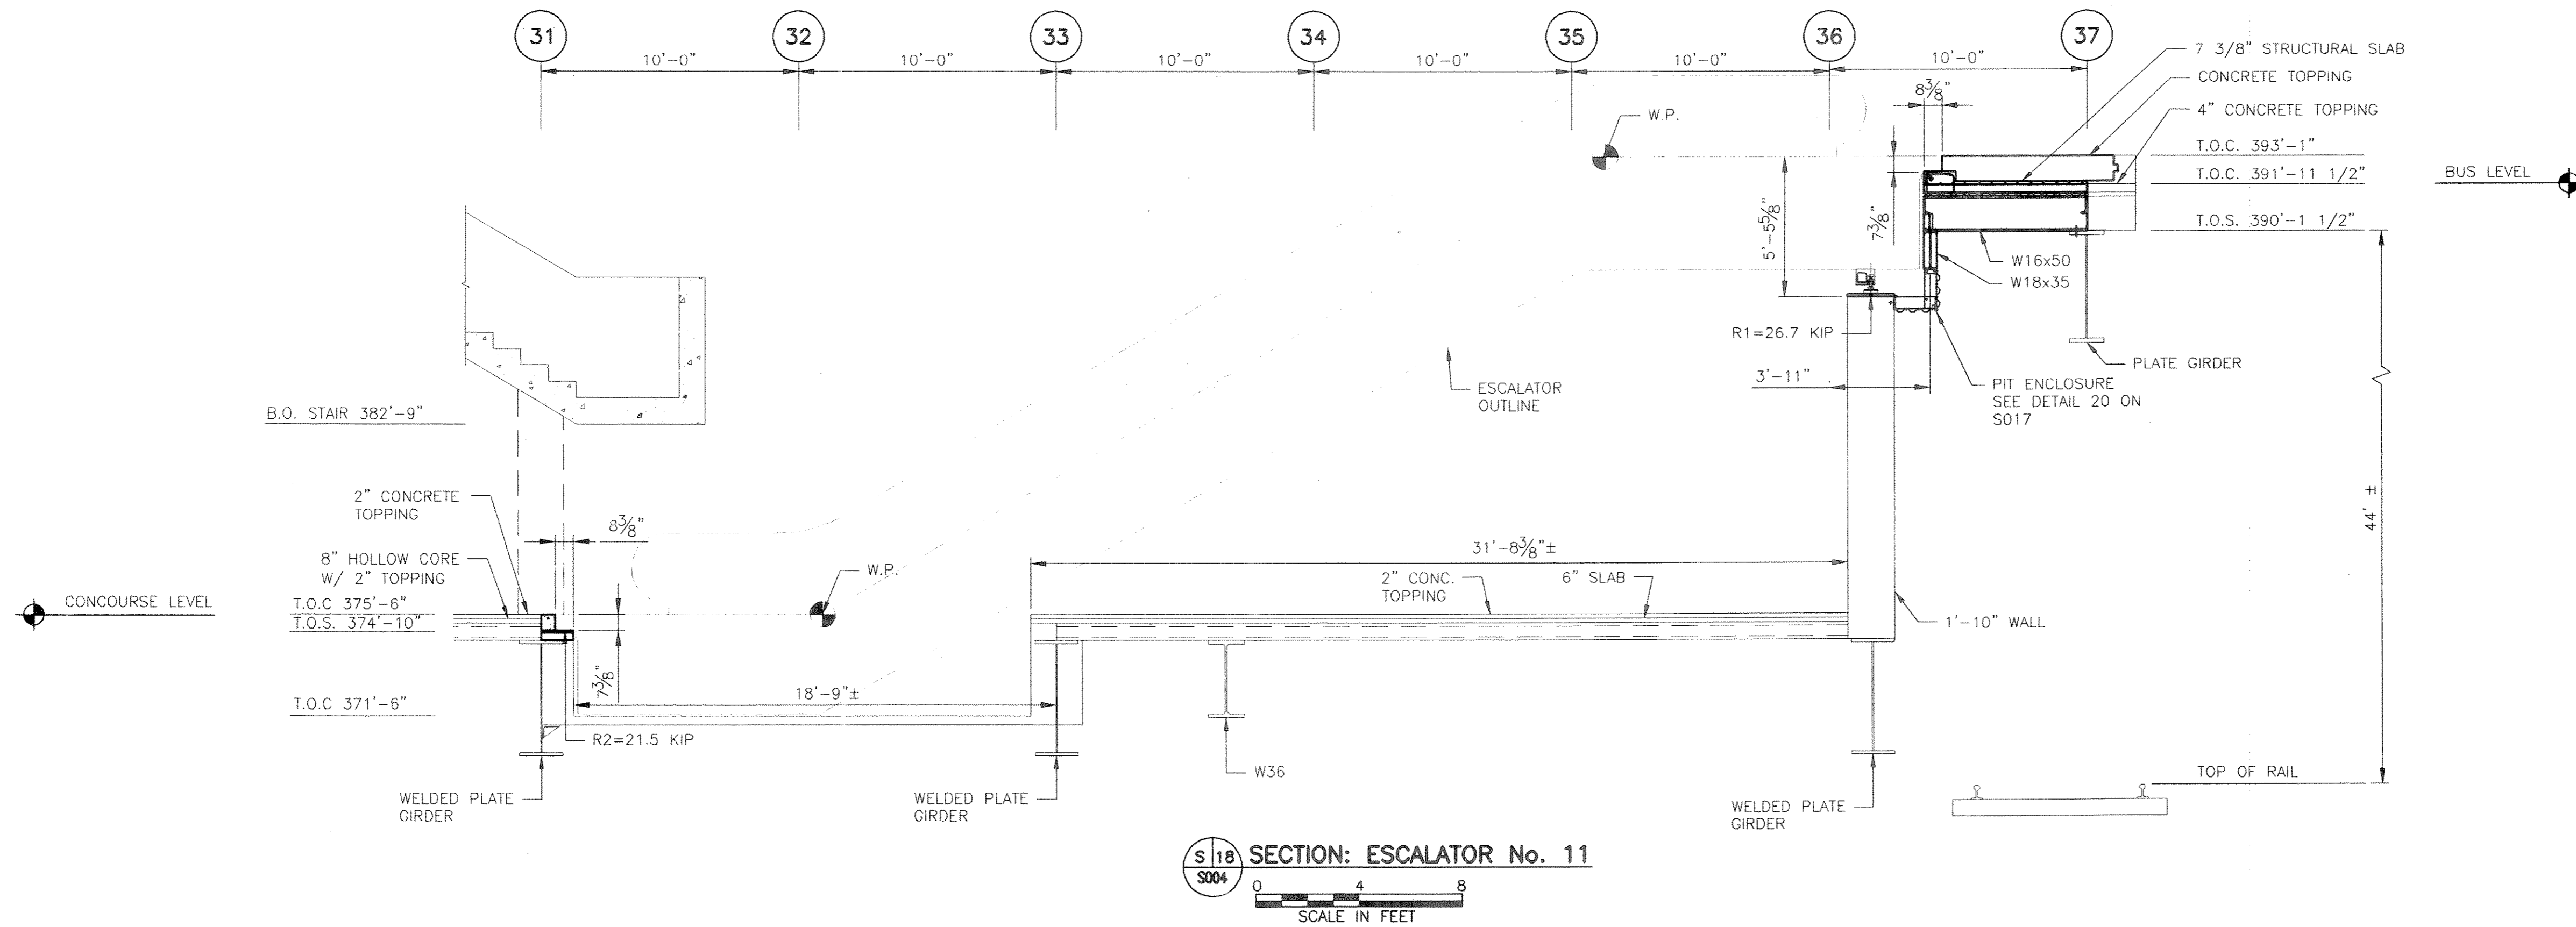 31
32
33
34
35
36
37
10'-0"
10'-0"
10'-0"
10'-0"
10'-0"
10'-0"
7 3/8" STRUCTURAL SLAB
CONCRETE TOPPING
4" CONCRETE TOPPING
8 3/8"
W.P.
T.O.C. 393'-1"
T.O.C. 391'-11 1/2"
BUS LEVEL
T.O.S. 390'-1 1/2"
5'-5 5/8"
7 3/8"
W16x50
W18x35
R1=26.7 KIP
PLATE GIRDER
3'-11"
PIT ENCLOSURE
SEE DETAIL 20 ON
S017
ESCALATOR
OUTLINE
B.O. STAIR 382'-9"
44' ±
2" CONCRETE
TOPPING
8 3/8"
8" HOLLOW CORE
W/ 2" TOPPING
31'-8 3/8"±
W.P.
2" CONC.
TOPPING
6" SLAB
CONCOURSE LEVEL
T.O.C 375'-6"
T.O.S. 374'-10"
1'-10" WALL
7 3/8"
18'-9"±
T.O.C 371'-6"
R2=21.5 KIP
W36
TOP OF RAIL
WELDED PLATE
GIRDER
WELDED PLATE
GIRDER
WELDED PLATE
GIRDER
S 18
S004
SECTION: ESCALATOR No. 11
0 4 8
SCALE IN FEET